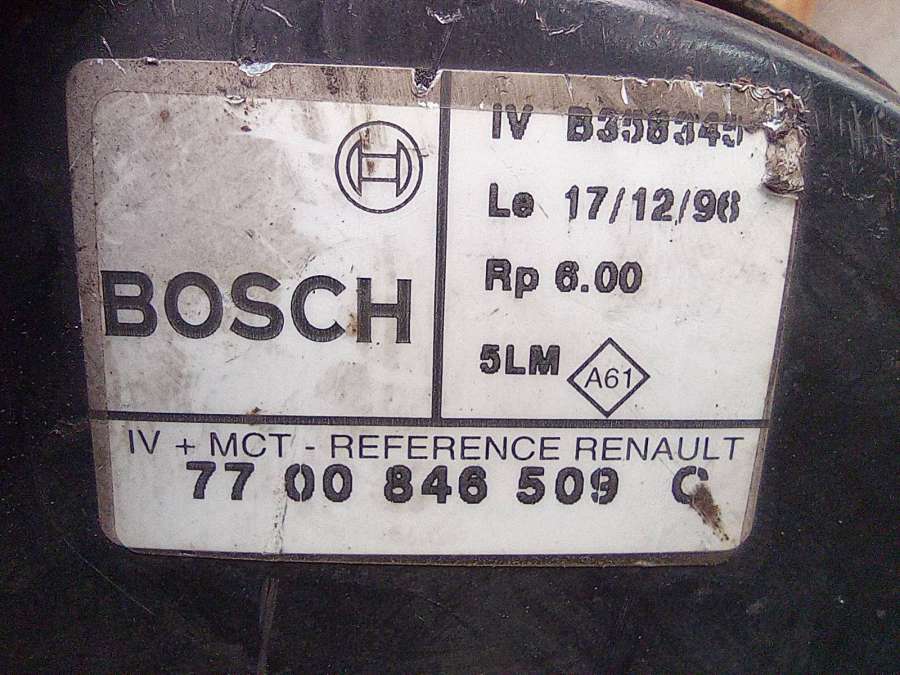 BOSCH
IV B358345
Le 17/12/96
Rp 6.00
5LM A61
IV + MCT - REFERENCE RENAULT
77 00 846 509 C